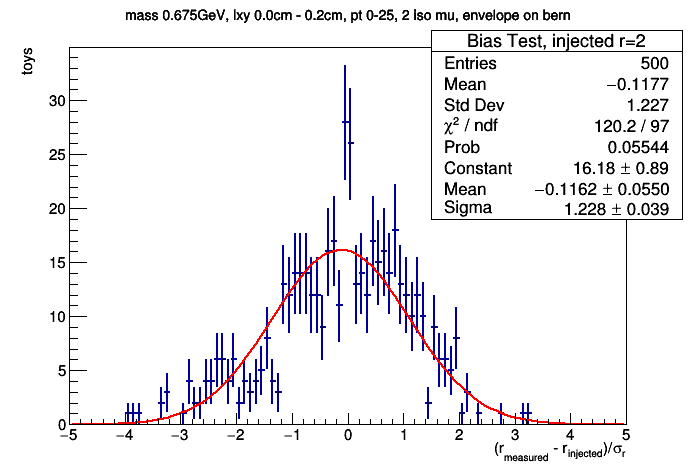 mass 0.675GeV, lxy 0.0cm - 0.2cm, pt 0-25, 2 iso mu, envelope on bern
toys
Bias Test, injected r=2
Entries 500
Mean −0.1177
Std Dev 1.227
χ² / ndf 120.2 / 97
Prob 0.05544
Constant 16.18 ± 0.89
Mean −0.1162 ± 0.0550
Sigma 1.228 ± 0.039
30
25
20
15
10
5
0
−5 −4 −3 −2 −1 0 1 2 3 4 5
(r_measured - r_injected)/σ_r